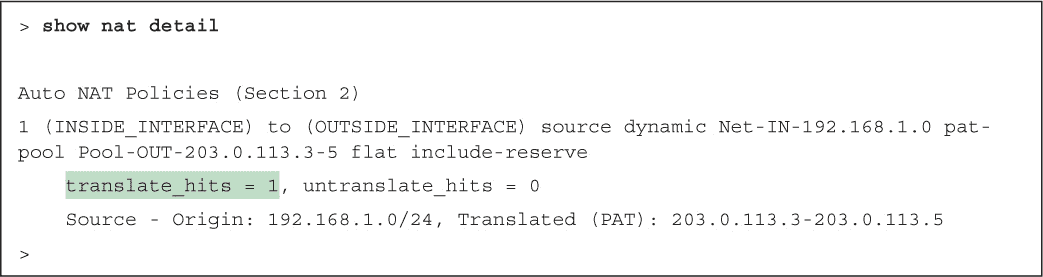 > show nat detail
Auto NAT Policies (Section 2)
1 (INSIDE_INTERFACE) to (OUTSIDE_INTERFACE) source dynamic Net-IN-192.168.1.0 pat-
pool Pool-OUT-203.0.113.3-5 flat include-reserve
translate_hits = 1, untranslate_hits = 0
Source - Origin: 192.168.1.0/24, Translated (PAT): 203.0.113.3-203.0.113.5
>